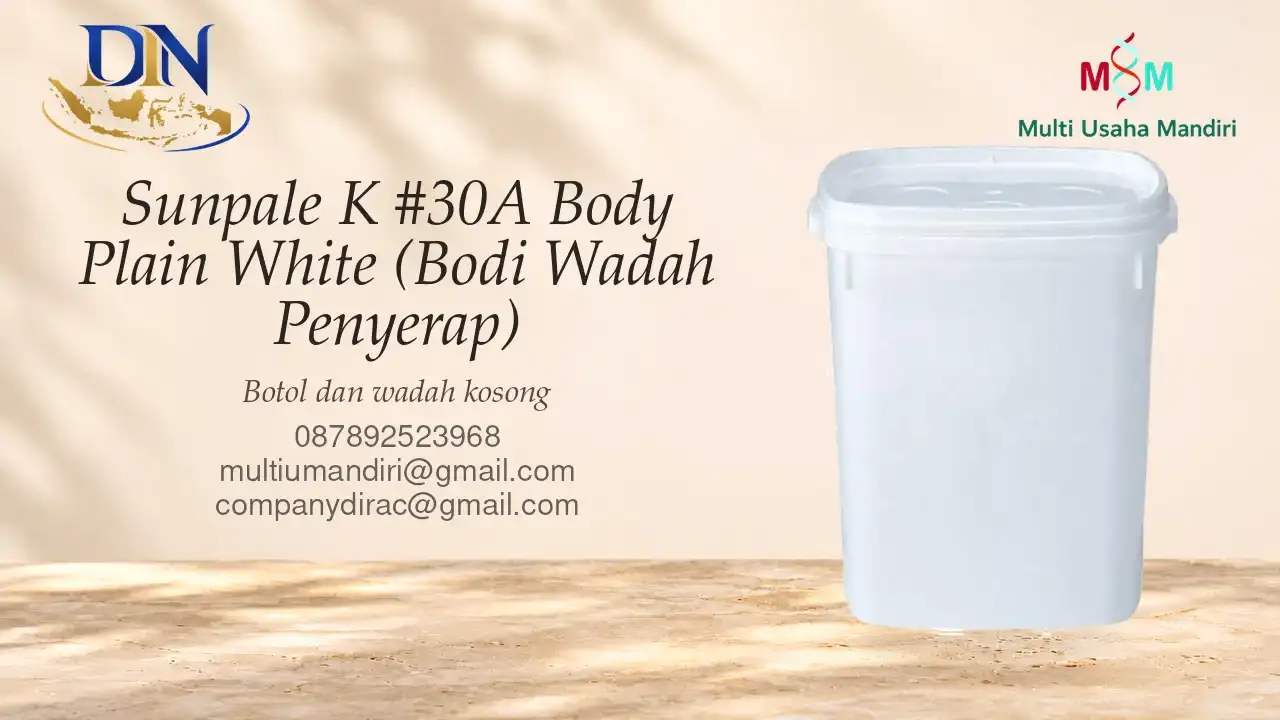 DIN
M M
Multi Usaha Mandiri
Sunpale K #30A Body
Plain White (Bodi Wadah
Penyerap)
Botol dan wadah kosong
087892523968
multiumandiri@gmail.com
companydirac@gmail.com